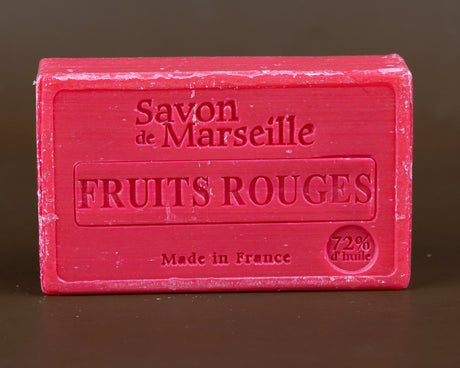 Savon
de Marseille
FRUITS ROUGES
72%
d'huile
Made in France